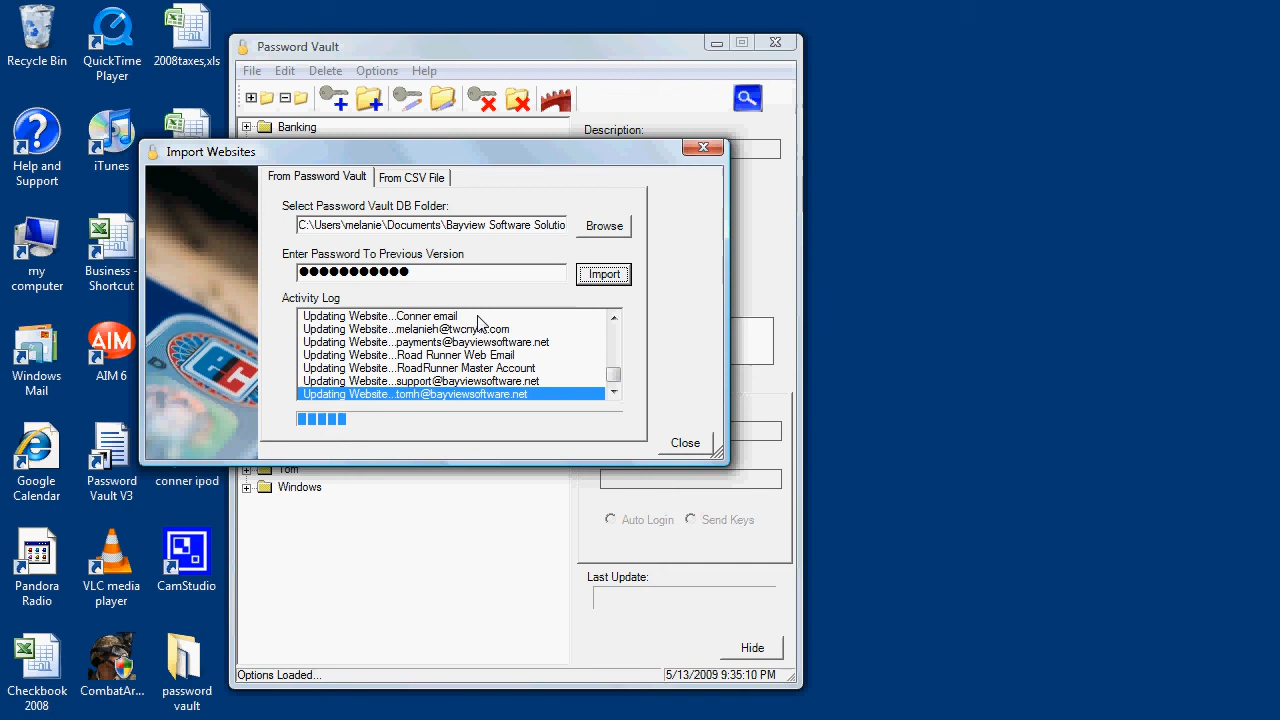 Recycle Bin
QuickTime
Player
2008taxes,xls
Help and
Support
iTunes
my
computer
Business -
Shortcut
Windows
Mail
AIM
AIM 6
Google
Calendar
Password
Vault V3
conner ipod
Pandora
Radio
VLC media
player
CamStudio
Checkbook
2008
CombatAr...
password
vault
Password Vault
File Edit Delete Options Help
Banking
Description:
Import Websites
From Password Vault
From CSV File
Select Password Vault DB Folder:
C:\Users\melanie\Documents\Bayview Software Solutio
Browse
Enter Password To Previous Version
●●●●●●●●●●●
Import
Activity Log
Updating Website...Conner email
Updating Website...payments@bayviewsoftware.net
Updating Website...Road Runner Web Email
Updating Website...RoadRunner Master Account
Updating Website...support@bayviewsoftware.net
Updating Website...tomh@bayviewsoftware.net
Close
Tom
Windows
Auto Login
Send Keys
Last Update:
Hide
Options Loaded...
5/13/2009 9:35:10 PM